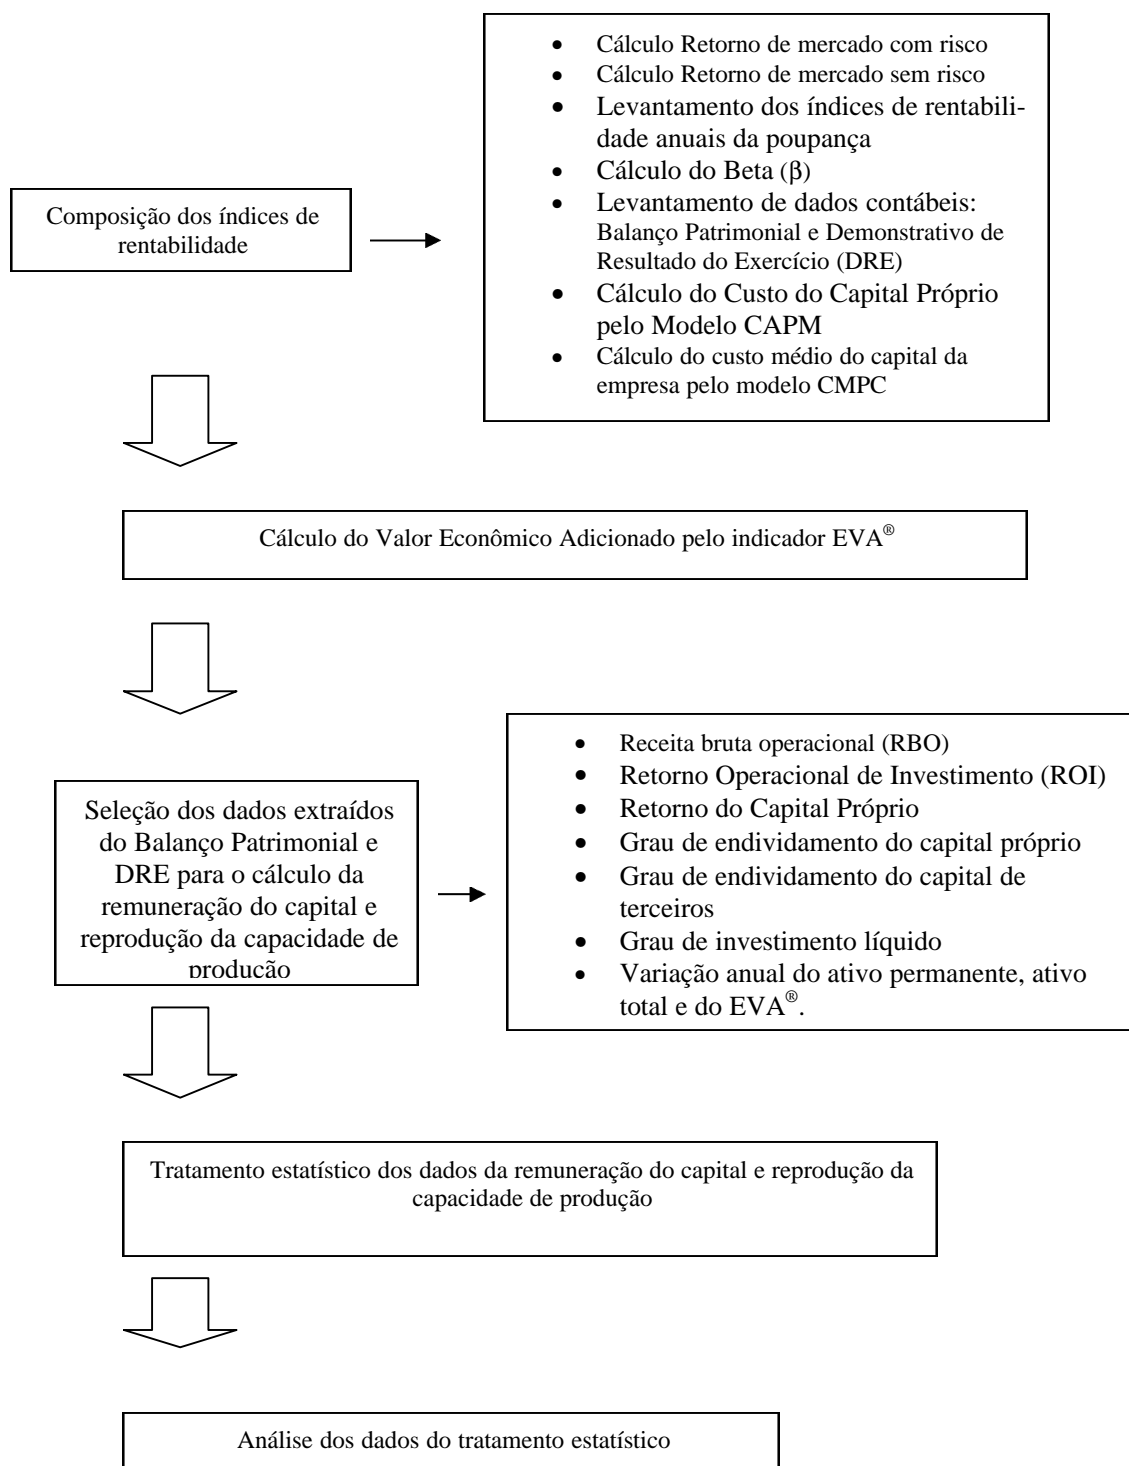 Composição dos índices de
rentabilidade
• Cálculo Retorno de mercado com risco
• Cálculo Retorno de mercado sem risco
• Levantamento dos índices de rentabili-
dade anuais da poupança
• Cálculo do Beta (β)
• Levantamento de dados contábeis:
Balanço Patrimonial e Demonstrativo de
Resultado do Exercício (DRE)
• Cálculo do Custo do Capital Próprio
pelo Modelo CAPM
• Cálculo do custo médio do capital da
empresa pelo modelo CMPC
Cálculo do Valor Econômico Adicionado pelo indicador EVA®
Seleção dos dados extraídos
do Balanço Patrimonial e
DRE para o cálculo da
remuneração do capital e
reprodução da capacidade de
produção
• Receita bruta operacional (RBO)
• Retorno Operacional de Investimento (ROI)
• Retorno do Capital Próprio
• Grau de endividamento do capital próprio
• Grau de endividamento do capital de
terceiros
• Grau de investimento líquido
• Variação anual do ativo permanente, ativo
total e do EVA®.
Tratamento estatístico dos dados da remuneração do capital e reprodução da
capacidade de produção
Análise dos dados do tratamento estatístico